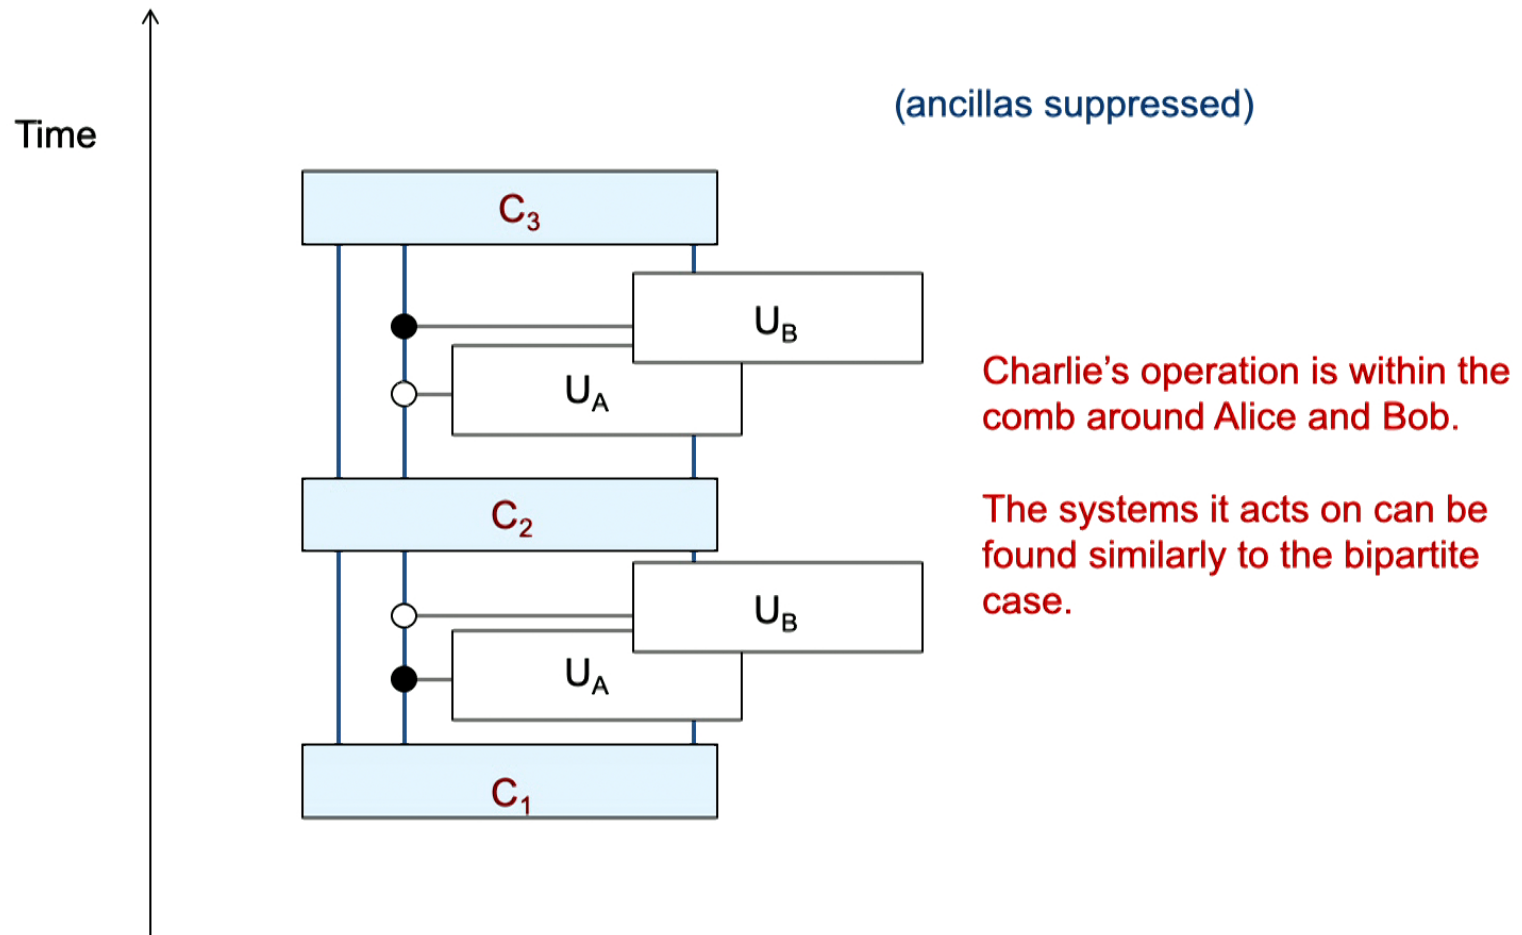 (ancillas suppressed)
Time
C3
UB
UA
Charlie’s operation is within the
comb around Alice and Bob.
C2
The systems it acts on can be
found similarly to the bipartite
case.
UB
UA
C1